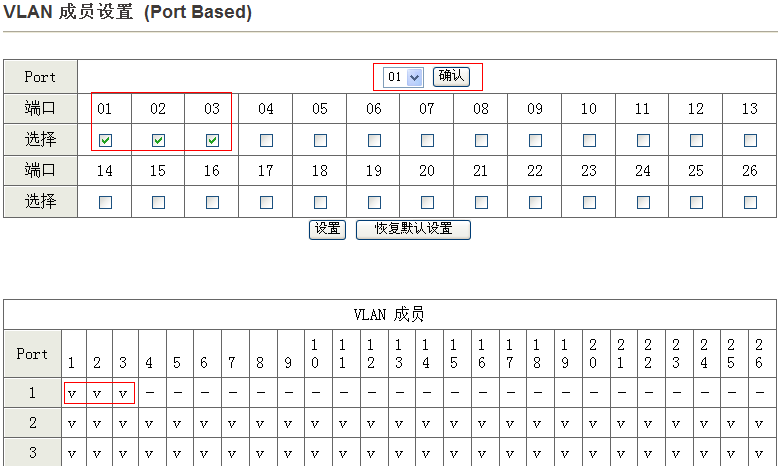 VLAN 成员设置 (Port Based)
Port 01 确认
端口 01 02 03 04 05 06 07 08 09 10 11 12 13
选择
端口 14 15 16 17 18 19 20 21 22 23 24 25 26
选择
设置 恢复默认设置
VLAN 成员
Port 1 2 3 4 5 6 7 8 9 10 11 12 13 14 15 16 17 18 19 20 21 22 23 24 25 26
1 v v v – – – – – – – – – – – – – – – – – – – – – – –
2 v v v v v v v v v v v v v v v v v v v v v v v v v v
3 v v v v v v v v v v v v v v v v v v v v v v v v v v